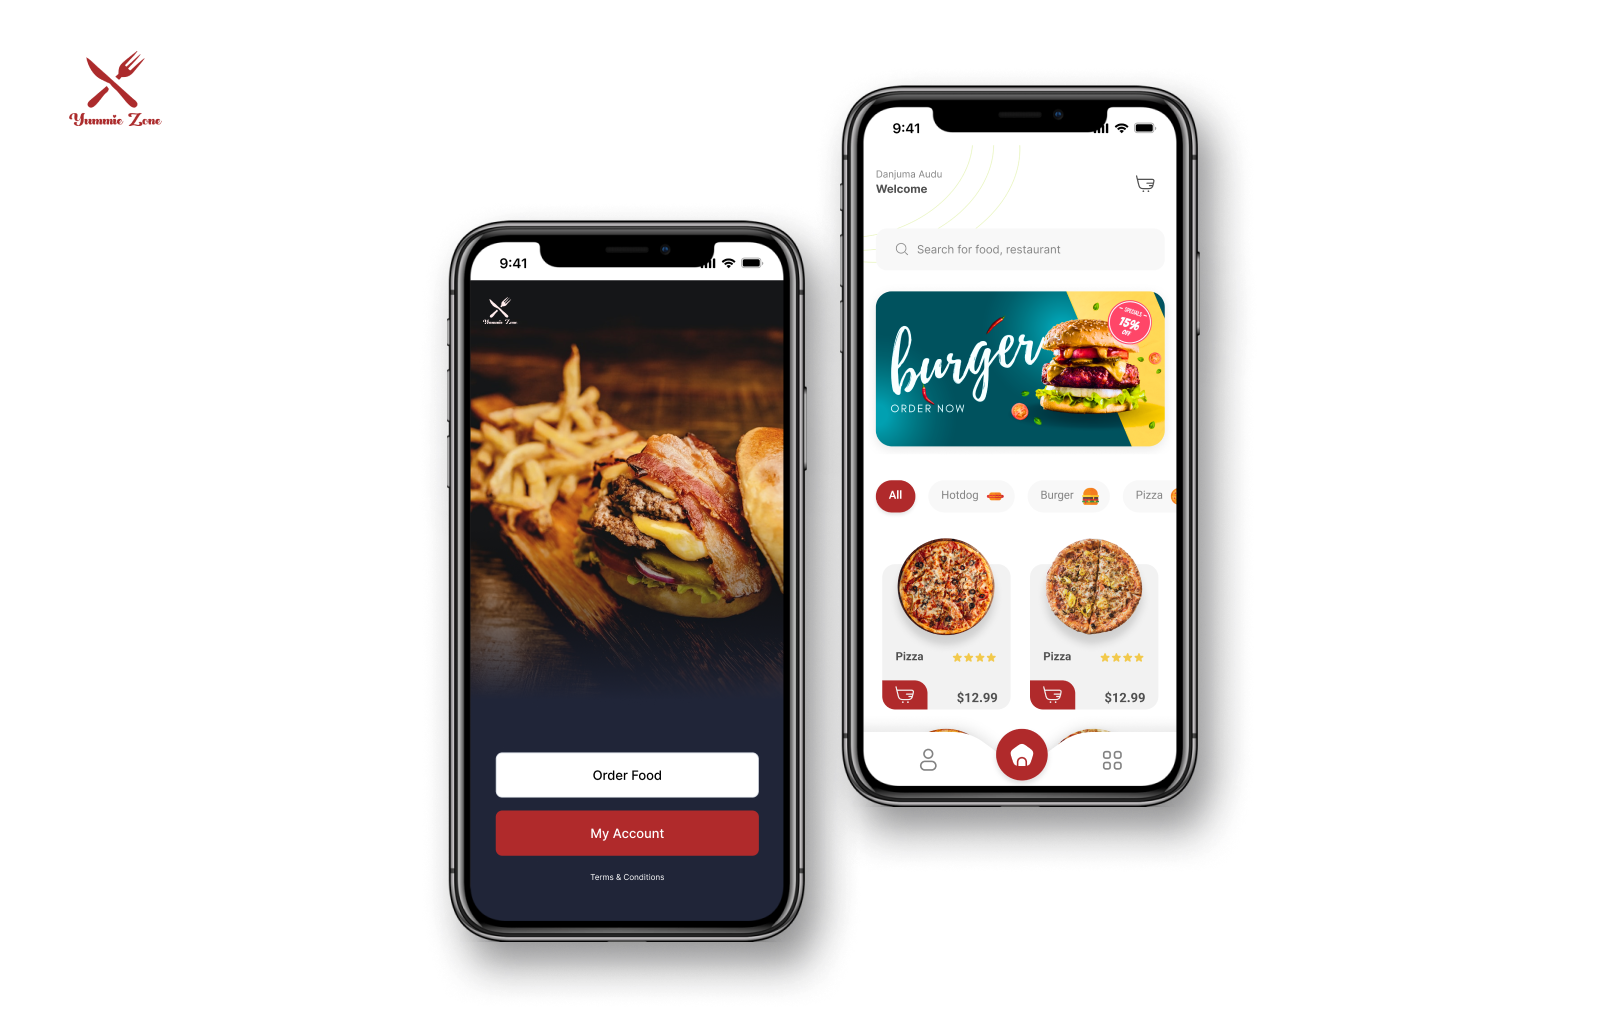 Yummie Zone
9:41
Yummie Zone
Order Food
My Account
Terms & Conditions
9:41
Danjuma Audu
Welcome
Search for food, restaurant
SPECIALS
15%
OFF
burger
ORDER NOW
All
Hotdog
Burger
Pizza
Pizza
$12.99
Pizza
$12.99